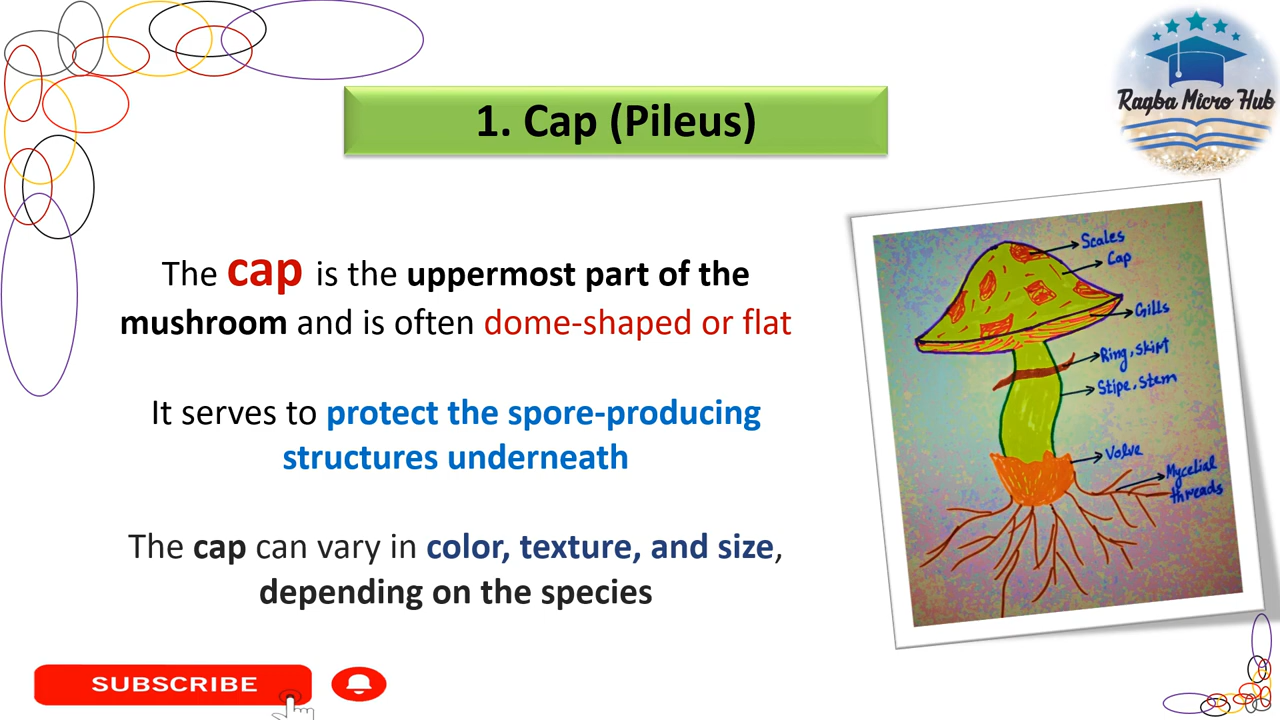 1. Cap (Pileus)
Raqba Micro Hub
The cap is the uppermost part of the
mushroom and is often dome-shaped or flat
It serves to protect the spore-producing
structures underneath
The cap can vary in color, texture, and size,
depending on the species
Scales
Cap
Gills
Ring, Skirt
Stipe, Stem
Volve
Mycelial
threads
SUBSCRIBE